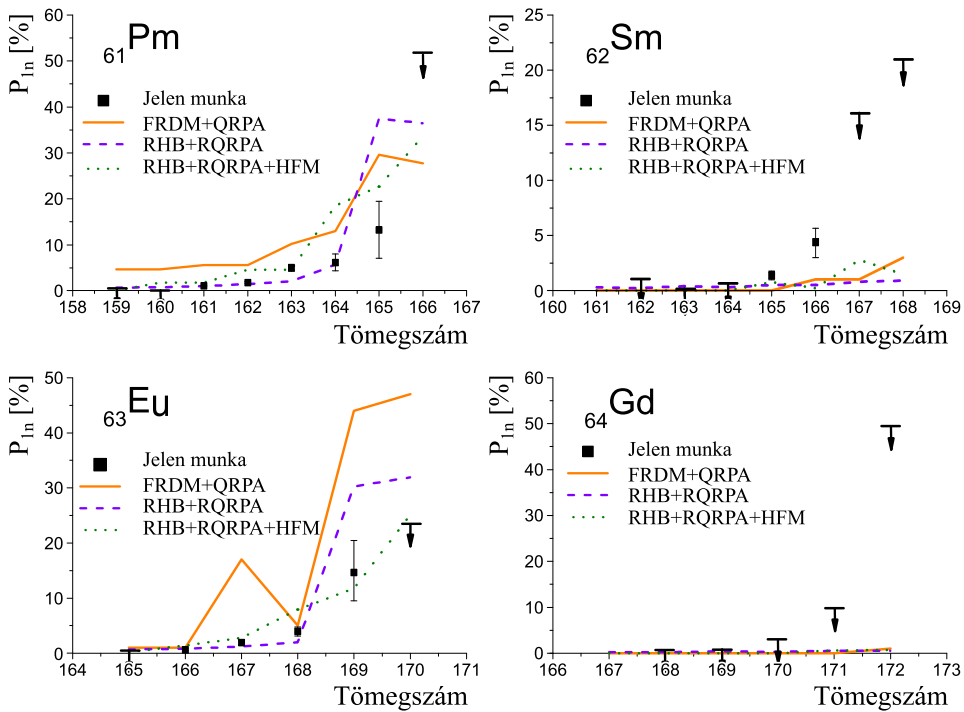 61Pm
P1n [%]
60
50
40
30
20
10
0
Jelen munka
FRDM+QRPA
RHB+RQRPA
RHB+RQRPA+HFM
158 159 160 161 162 163 164 165 166 167
Tömegszám
62Sm
P1n [%]
25
20
15
10
5
0
Jelen munka
FRDM+QRPA
RHB+RQRPA
RHB+RQRPA+HFM
160 161 162 163 164 165 166 167 168 169
Tömegszám
63Eu
P1n [%]
50
40
30
20
10
0
Jelen munka
FRDM+QRPA
RHB+RQRPA
RHB+RQRPA+HFM
164 165 166 167 168 169 170 171
Tömegszám
64Gd
P1n [%]
60
50
40
30
20
10
0
Jelen munka
FRDM+QRPA
RHB+RQRPA
RHB+RQRPA+HFM
166 167 168 169 170 171 172 173
Tömegszám